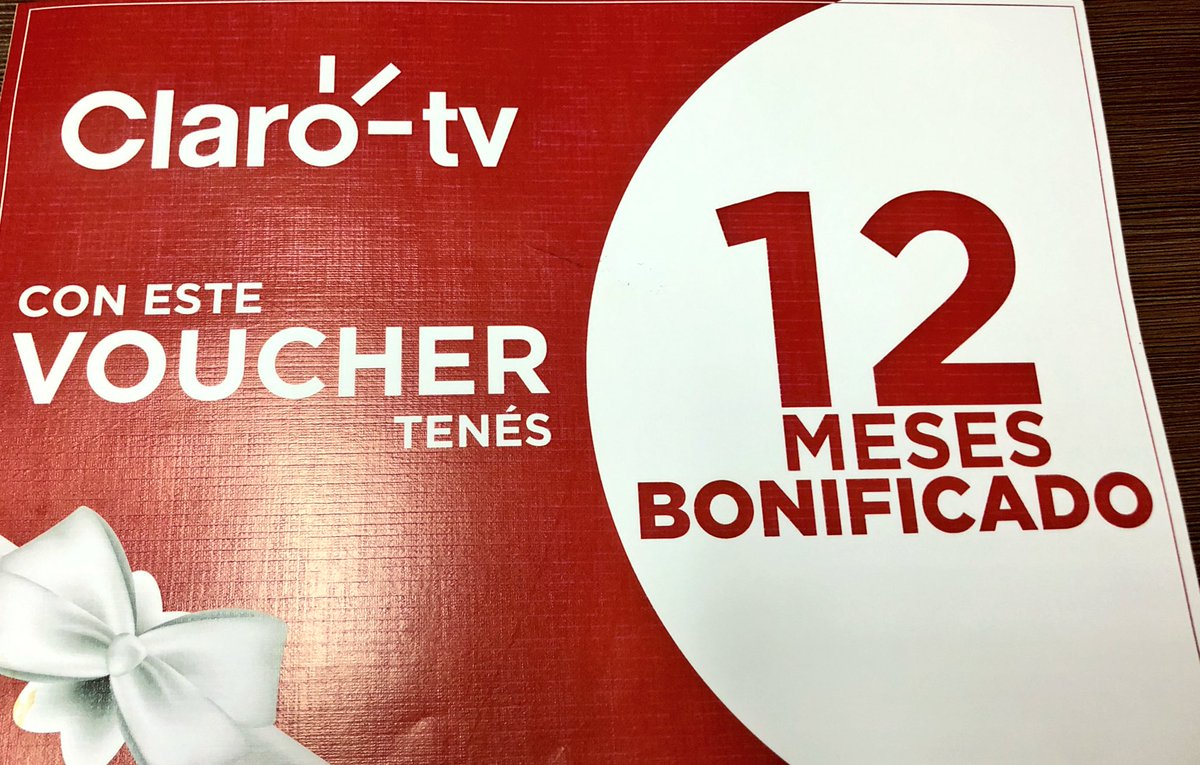 Claro-tv
CON ESTE
VOUCHER
TENÉS
12
MESES
BONIFICADO